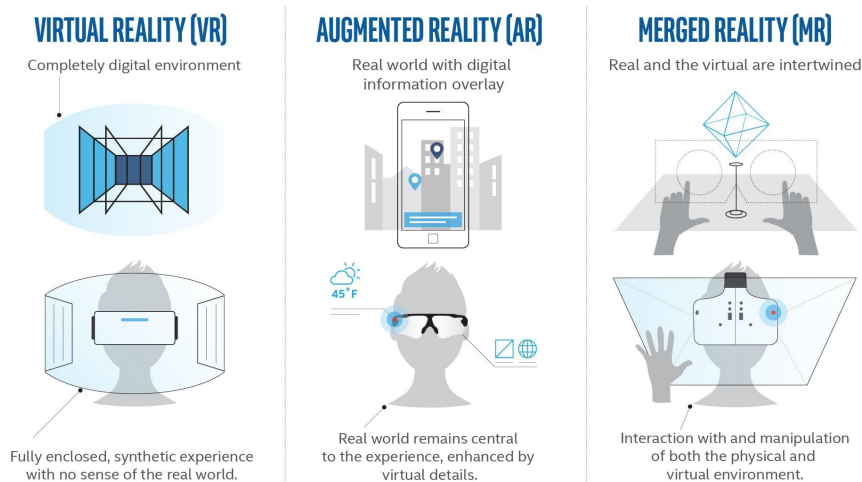 VIRTUAL REALITY (VR)
Completely digital environment
Fully enclosed, synthetic experience
with no sense of the real world.
AUGMENTED REALITY (AR)
Real world with digital
information overlay
45°F
Real world remains central
to the experience, enhanced by
virtual details.
MERGED REALITY (MR)
Real and the virtual are intertwined
Interaction with and manipulation
of both the physical and
virtual environment.